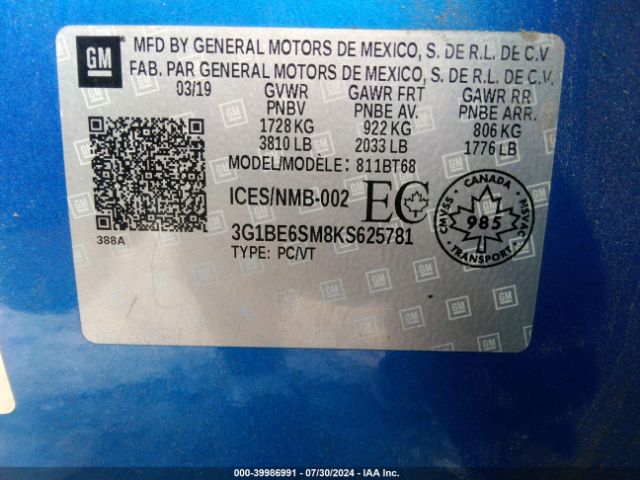 GM
MFD BY GENERAL MOTORS DE MEXICO, S. DE R.L. DE C.V
FAB. PAR GENERAL MOTORS DE MEXICO, S. DE R.L. DE C.V.
03/19 GVWR GAWR FRT GAWR RR
PNBV PNBE AV. PNBE ARR.
1728 KG 922 KG 806 KG
3810 LB 2033 LB 1776 LB
MODEL/MODÈLE: 811BT68
ICES/NMB-002 EC
CANADA CMVSS NSVAC 985
388A
3G1BE6SM8KS625781
TYPE: PC/VT
000-39986991 / 07/30/2024 - IAA Inc.